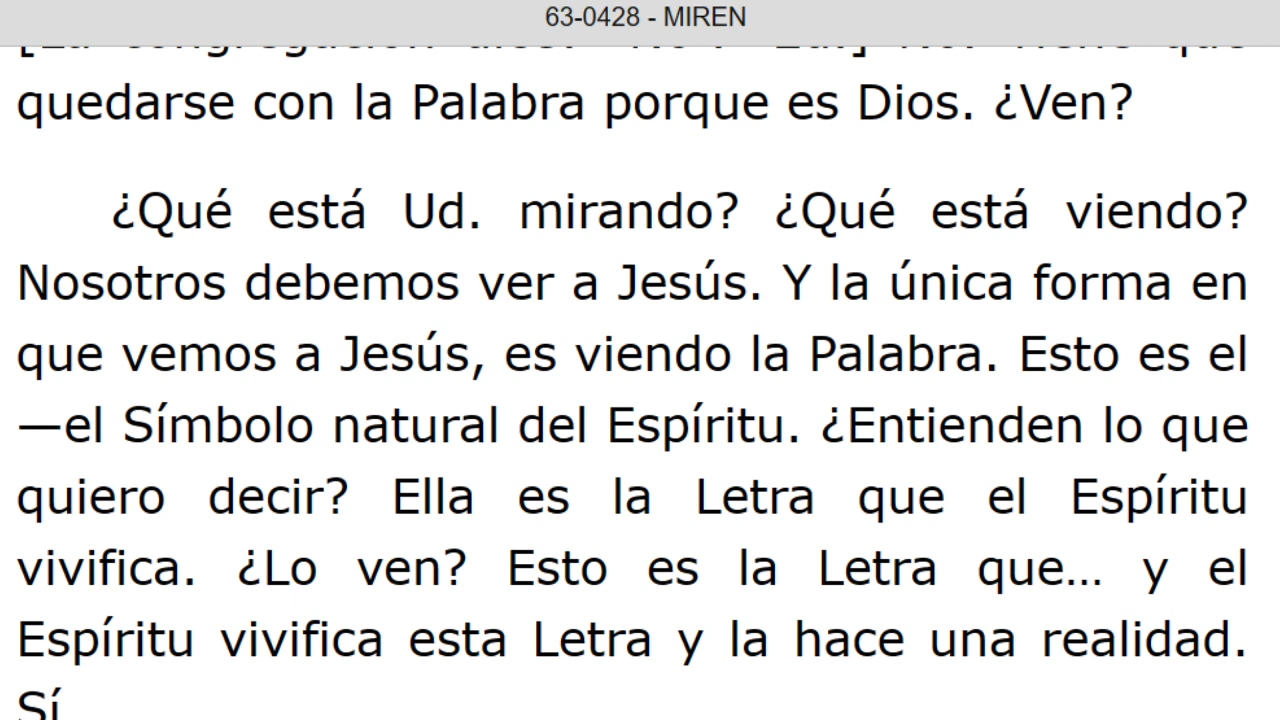 63-0428 - MIREN
quedarse con la Palabra porque es Dios. ¿Ven?
¿Qué está Ud. mirando? ¿Qué está viendo?
Nosotros debemos ver a Jesús. Y la única forma en
que vemos a Jesús, es viendo la Palabra. Esto es el
—el Símbolo natural del Espíritu. ¿Entienden lo que
quiero decir? Ella es la Letra que el Espíritu
vivifica. ¿Lo ven? Esto es la Letra que... y el
Espíritu vivifica esta Letra y la hace una realidad.
Sí